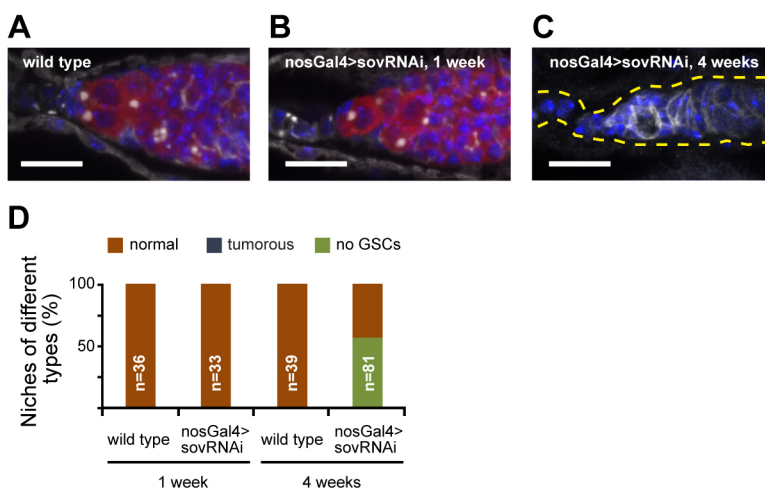 A
wild type
B
nosGal4>sovRNAi, 1 week
C
nosGal4>sovRNAi, 4 weeks
D
normal
tumorous
no GSCs
Niches of different
types (%)
100
50
n=36
n=33
n=39
n=81
wild type
nosGal4>
sovRNAi
wild type
nosGal4>
sovRNAi
1 week
4 weeks